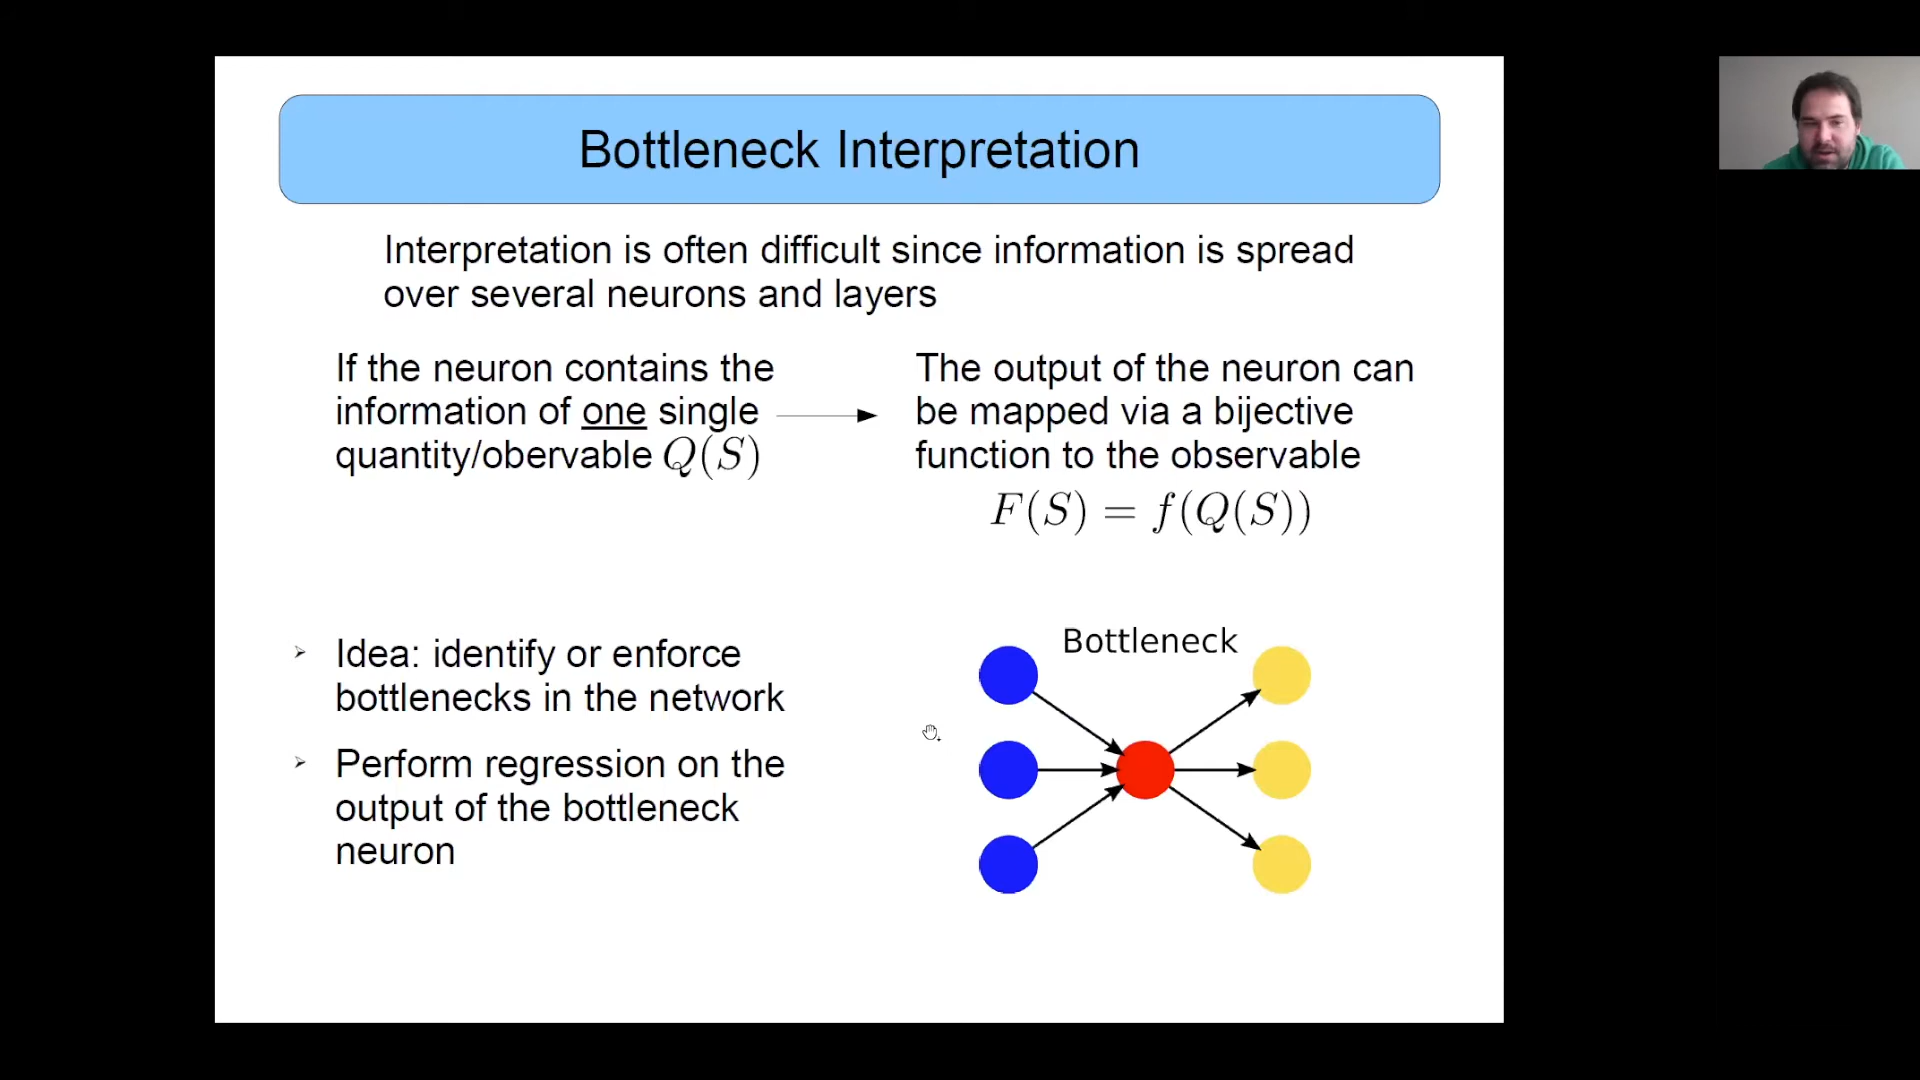 Bottleneck Interpretation
Interpretation is often difficult since information is spread
over several neurons and layers
If the neuron contains the
information of one single
quantity/obervable Q(S)
The output of the neuron can
be mapped via a bijective
function to the observable
F(S) = f(Q(S))
Idea: identify or enforce
bottlenecks in the network
Perform regression on the
output of the bottleneck
neuron
Bottleneck